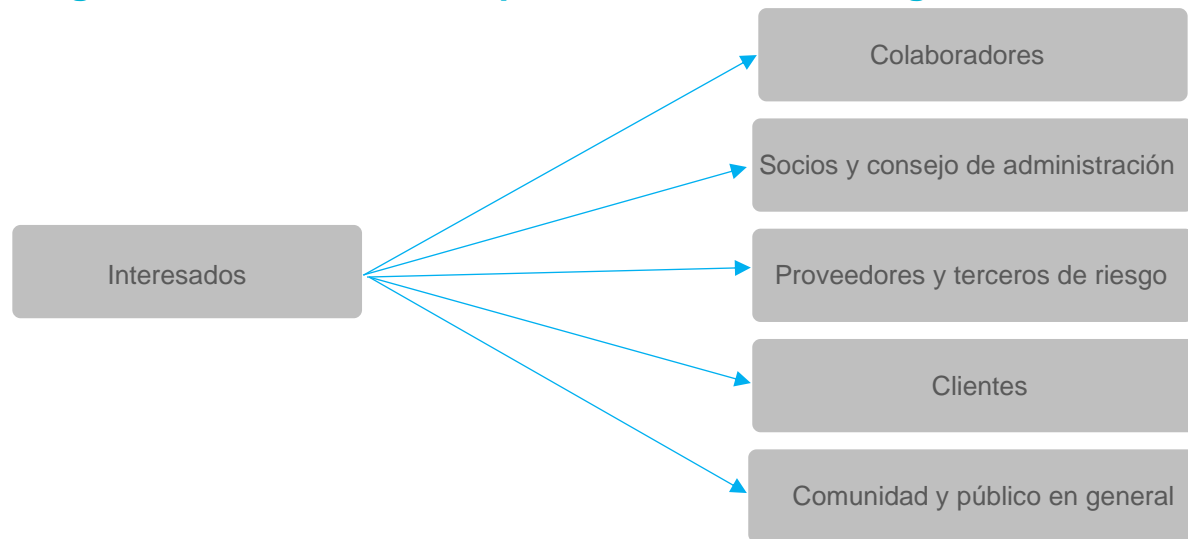 Colaboradores
Socios y consejo de administración
Interesados
Proveedores y terceros de riesgo
Clientes
Comunidad y público en general